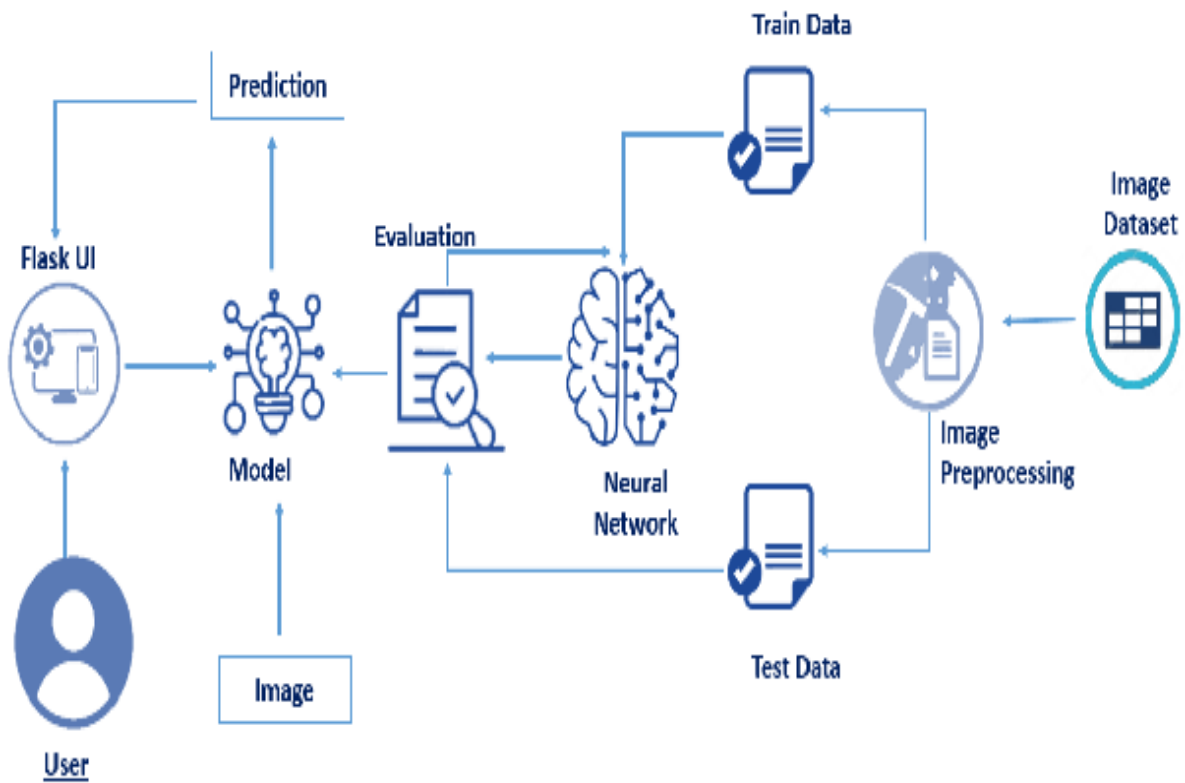 Train Data
Prediction
Image
Dataset
Evaluation
Flask UI
Image
Preprocessing
Model
Neural
Network
Test Data
Image
User